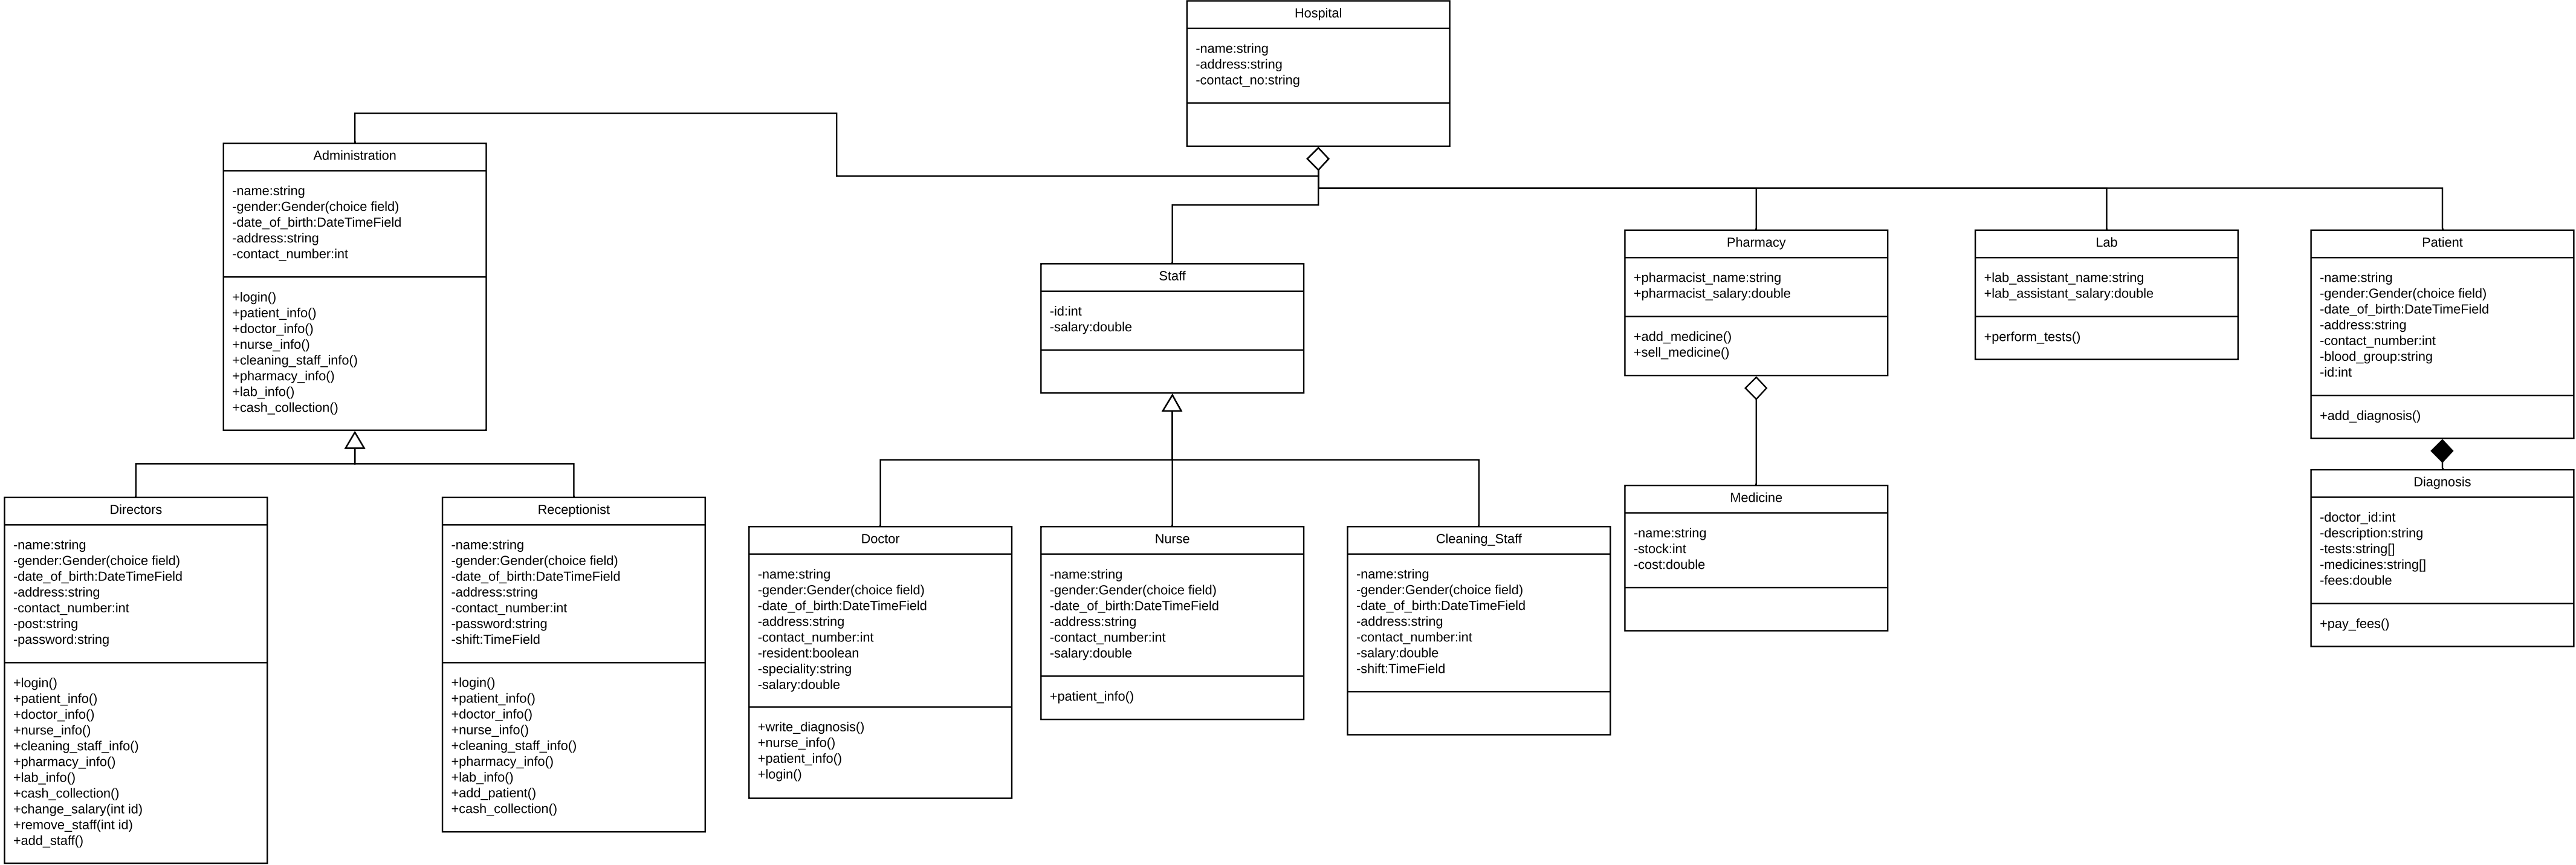 Hospital
-name:string
-address:string
-contact_no:string
Administration
-name:string
-gender:Gender(choice field)
-date_of_birth:DateTimeField
-address:string
-contact_number:int
+login()
+patient_info()
+doctor_info()
+nurse_info()
+cleaning_staff_info()
+pharmacy_info()
+lab_info()
+cash_collection()
Staff
-id:int
-salary:double
Pharmacy
+pharmacist_name:string
+pharmacist_salary:double
+add_medicine()
+sell_medicine()
Lab
+lab_assistant_name:string
+lab_assistant_salary:double
+perform_tests()
Patient
-name:string
-gender:Gender(choice field)
-date_of_birth:DateTimeField
-address:string
-contact_number:int
-blood_group:string
-id:int
+add_diagnosis()
Directors
-name:string
-gender:Gender(choice field)
-date_of_birth:DateTimeField
-address:string
-contact_number:int
-post:string
-password:string
+login()
+patient_info()
+doctor_info()
+nurse_info()
+cleaning_staff_info()
+pharmacy_info()
+lab_info()
+cash_collection()
+change_salary(int id)
+remove_staff(int id)
+add_staff()
Receptionist
-name:string
-gender:Gender(choice field)
-date_of_birth:DateTimeField
-address:string
-contact_number:int
-password:string
-shift:TimeField
+login()
+patient_info()
+doctor_info()
+nurse_info()
+cleaning_staff_info()
+pharmacy_info()
+lab_info()
+add_patient()
+cash_collection()
Doctor
-name:string
-gender:Gender(choice field)
-date_of_birth:DateTimeField
-address:string
-contact_number:int
-resident:boolean
-speciality:string
-salary:double
+write_diagnosis()
+nurse_info()
+patient_info()
+login()
Nurse
-name:string
-gender:Gender(choice field)
-date_of_birth:DateTimeField
-address:string
-contact_number:int
-salary:double
+patient_info()
Cleaning_Staff
-name:string
-gender:Gender(choice field)
-date_of_birth:DateTimeField
-address:string
-contact_number:int
-salary:double
-shift:TimeField
Medicine
-name:string
-stock:int
-cost:double
Diagnosis
-doctor_id:int
-description:string
-tests:string[]
-medicines:string[]
-fees:double
+pay_fees()